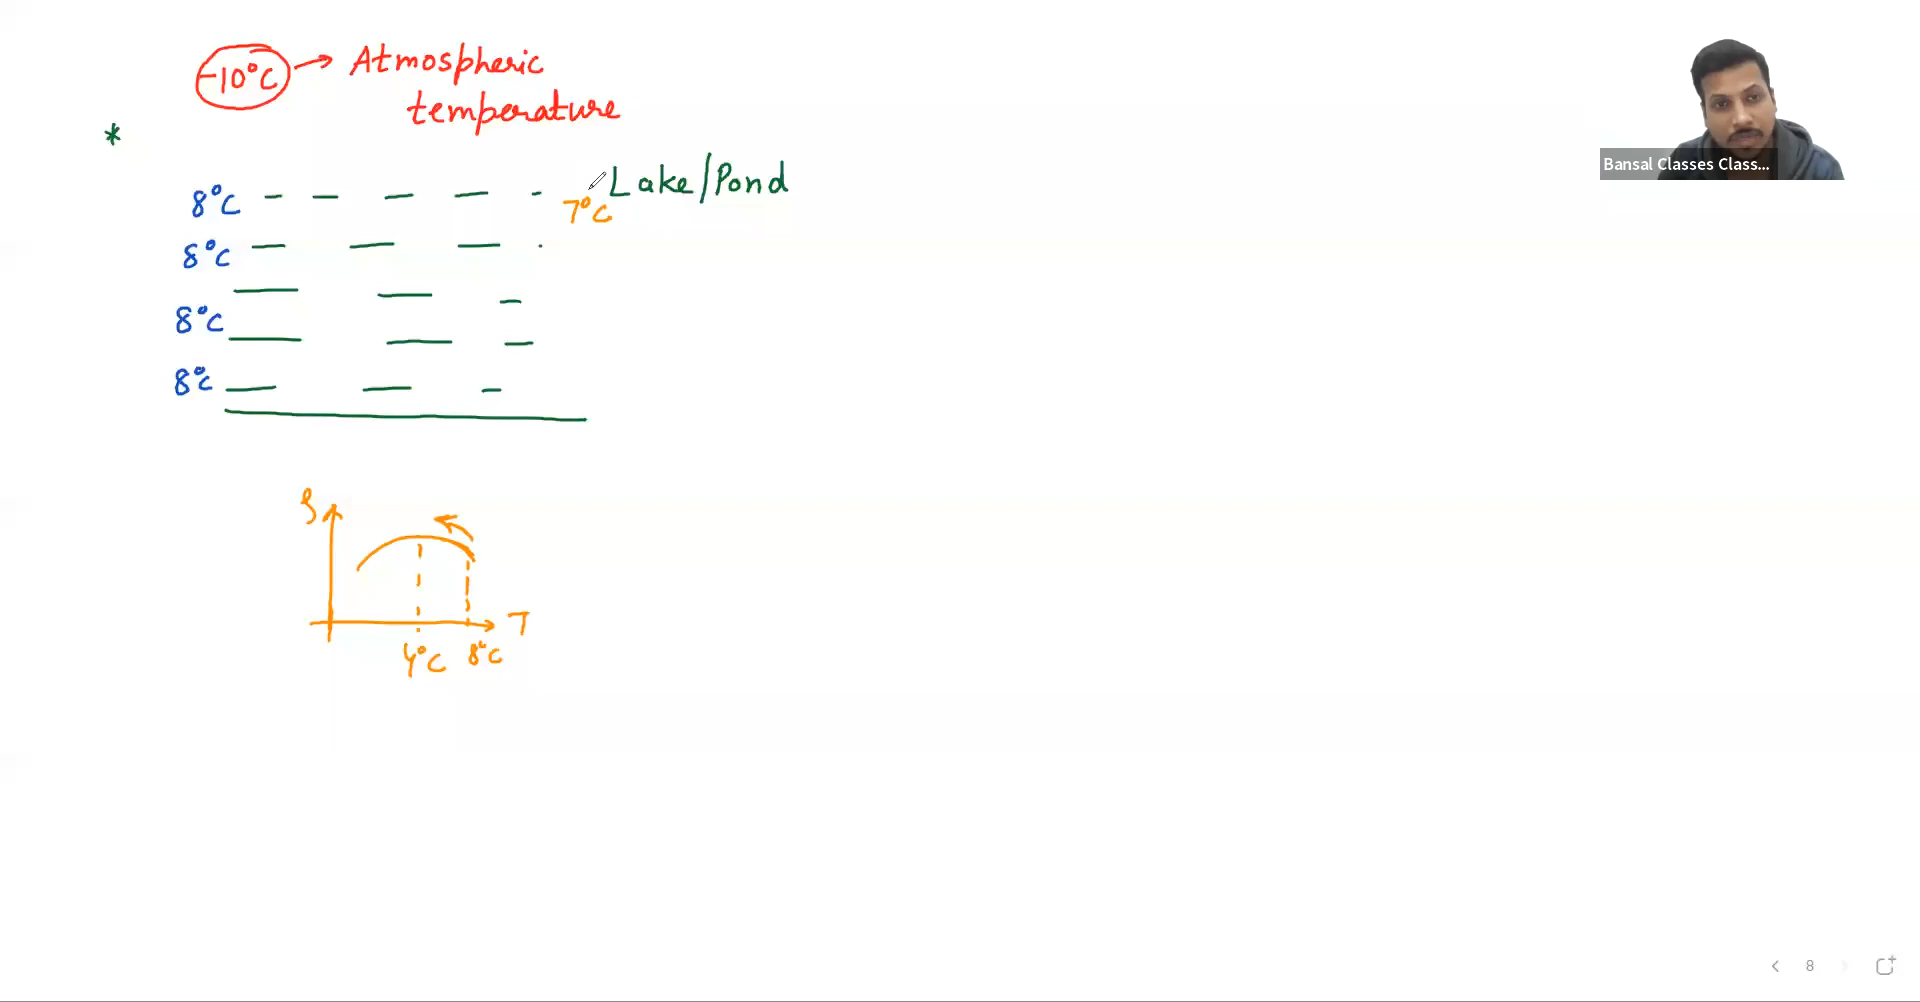 -10°C → Atmospheric
temperature
*
8°C
Lake/Pond
7°C
8°C
8°C
8°C
ρ
T
4°C 8°C
Bansal Classes Class...
8